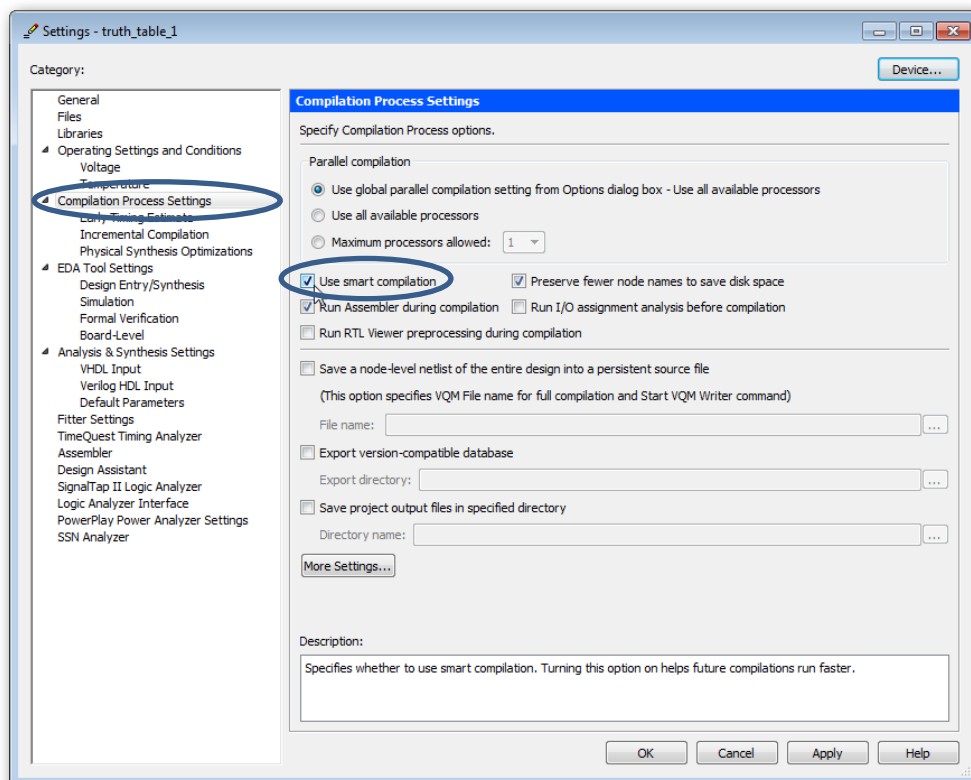 Settings - truth_table_1
Category:
Device...
General
Files
Libraries
Operating Settings and Conditions
Voltage
Temperature
Compilation Process Settings
Early Timing Estimate
Incremental Compilation
Physical Synthesis Optimizations
EDA Tool Settings
Design Entry/Synthesis
Simulation
Formal Verification
Board-Level
Analysis & Synthesis Settings
VHDL Input
Verilog HDL Input
Default Parameters
Fitter Settings
TimeQuest Timing Analyzer
Assembler
Design Assistant
SignalTap II Logic Analyzer
Logic Analyzer Interface
PowerPlay Power Analyzer Settings
SSN Analyzer
Compilation Process Settings
Specify Compilation Process options.
Parallel compilation
Use global parallel compilation setting from Options dialog box - Use all available processors
Use all available processors
Maximum processors allowed: 1
Use smart compilation Preserve fewer node names to save disk space
Run Assembler during compilation Run I/O assignment analysis before compilation
Run RTL Viewer preprocessing during compilation
Save a node-level netlist of the entire design into a persistent source file
(This option specifies VQM File name for full compilation and Start VQM Writer command)
File name: ...
Export version-compatible database
Export directory: ...
Save project output files in specified directory
Directory name: ...
More Settings...
Description:
Specifies whether to use smart compilation. Turning this option on helps future compilations run faster.
OK Cancel Apply Help